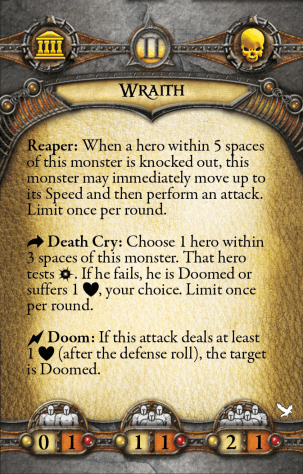 II
WRAITH
Reaper: When a hero within 5 spaces
of this monster is knocked out, this
monster may immediately move up to
its Speed and then perform an attack.
Limit once per round.
Death Cry: Choose 1 hero within
3 spaces of this monster. That hero
tests . If he fails, he is Doomed or
suffers 1 , your choice. Limit once
per round.
Doom: If this attack deals at least
1 (after the defense roll), the target
is Doomed.
0 1 1 1 2 1